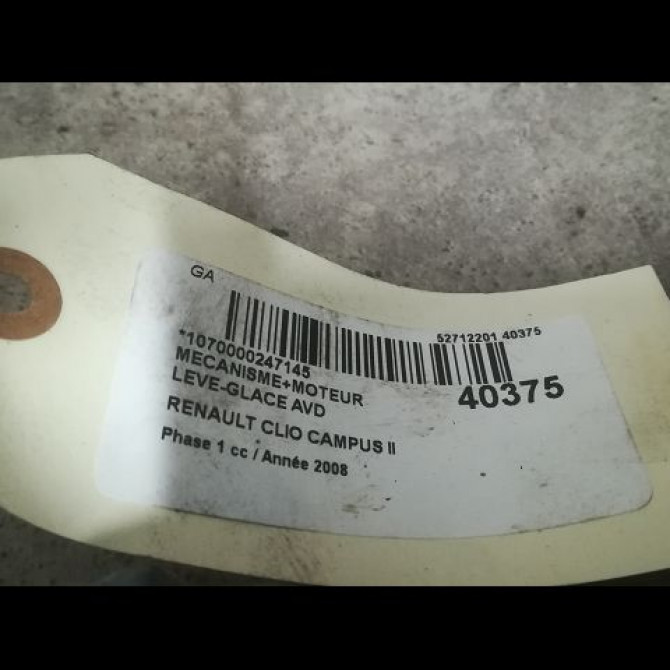 GA
52712201 40375
*1070000247145
40375
MECANISME+MOTEUR
LEVE-GLACE AVD
RENAULT CLIO CAMPUS II
Phase 1 cc / Année 2008